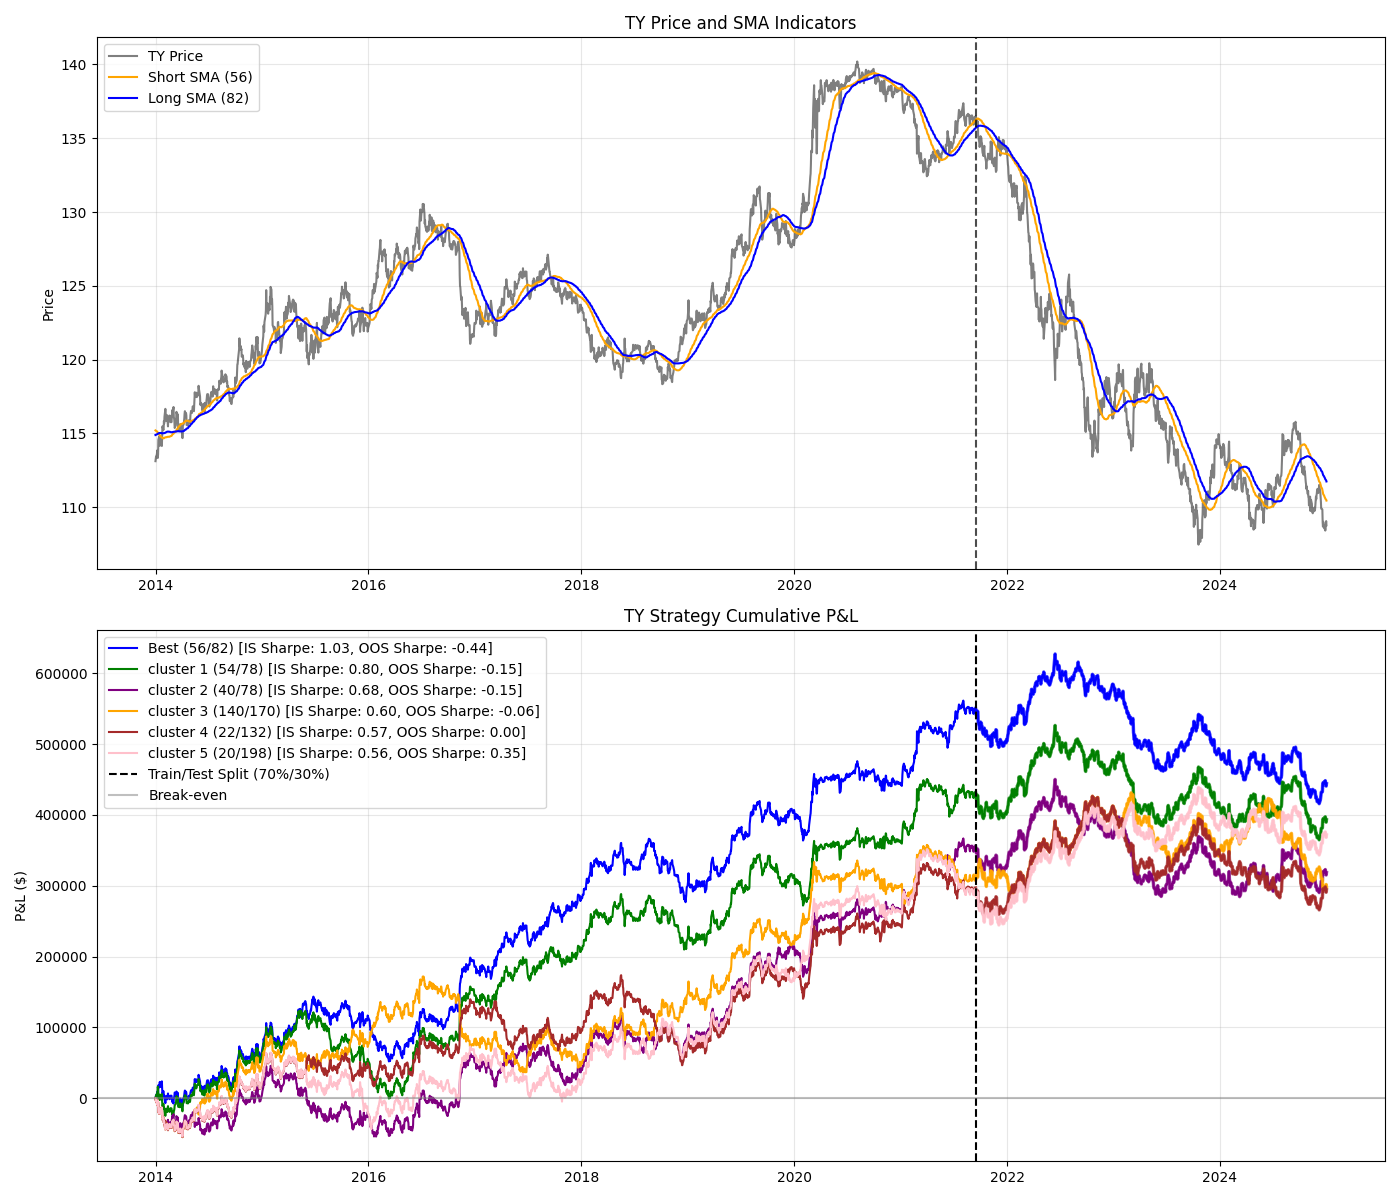 TY Price and SMA Indicators
TY Price
Short SMA (56)
Long SMA (82)
Price
140
135
130
125
120
115
110
2014
2016
2018
2020
2022
2024
TY Strategy Cumulative P&L
Best (56/82) [IS Sharpe: 1.03, OOS Sharpe: -0.44]
cluster 1 (54/78) [IS Sharpe: 0.80, OOS Sharpe: -0.15]
cluster 2 (40/78) [IS Sharpe: 0.68, OOS Sharpe: -0.15]
cluster 3 (140/170) [IS Sharpe: 0.60, OOS Sharpe: -0.06]
cluster 4 (22/132) [IS Sharpe: 0.57, OOS Sharpe: 0.00]
cluster 5 (20/198) [IS Sharpe: 0.56, OOS Sharpe: 0.35]
Train/Test Split (70%/30%)
Break-even
P&L ($)
600000
500000
400000
300000
200000
100000
0
2014
2016
2018
2020
2022
2024